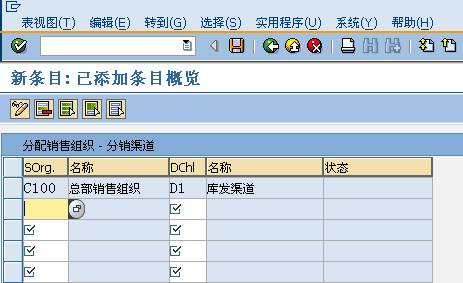 表视图(T) 编辑(E) 转到(G) 选择(S) 实用程序(U) 系统(Y) 帮助(H)
新条目: 已添加条目概览
分配销售组织 - 分销渠道
SOrg. 名称 DChl 名称 状态
C100 总部销售组织 D1 库发渠道